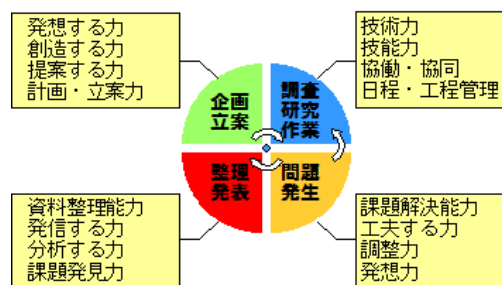 発想する力
創造する力
提案する力
計画・立案力
技術力
技能力
協働・協同
日程・工程管理
企画
立案
調査
研究
作業
整理
発表
問題
発生
資料整理能力
発信する力
分析する力
課題発見力
課題解決能力
工夫する力
調整力
発想力